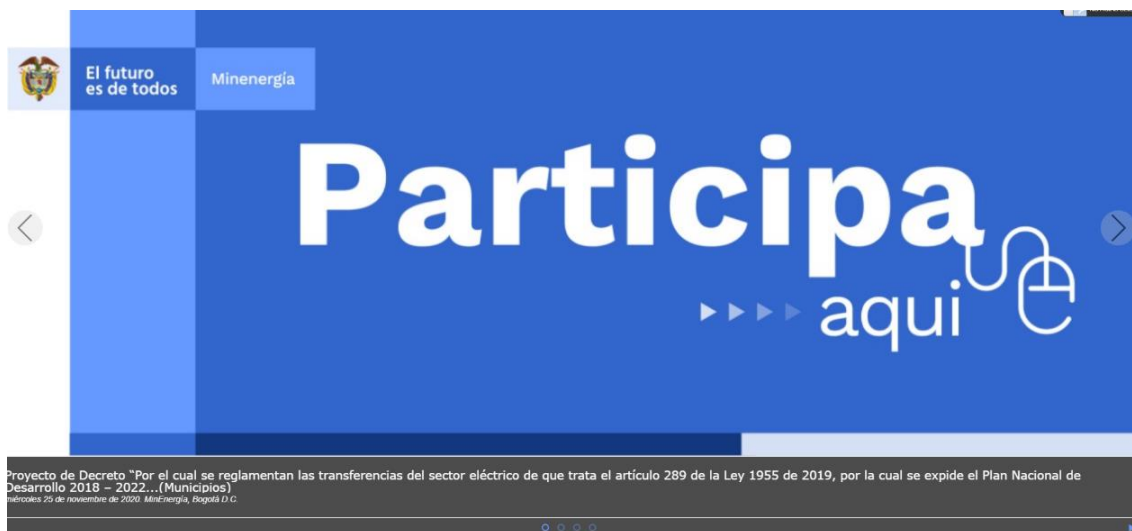 El futuro
es de todos
Minenergía
Participa
aqui
Proyecto de Decreto "Por el cual se reglamentan las transferencias del sector eléctrico de que trata el artículo 289 de la Ley 1955 de 2019, por la cual se expide el Plan Nacional de
Desarrollo 2018 – 2022...(Municipios)
miércoles 25 de noviembre de 2020. MinEnergía, Bogotá D.C.